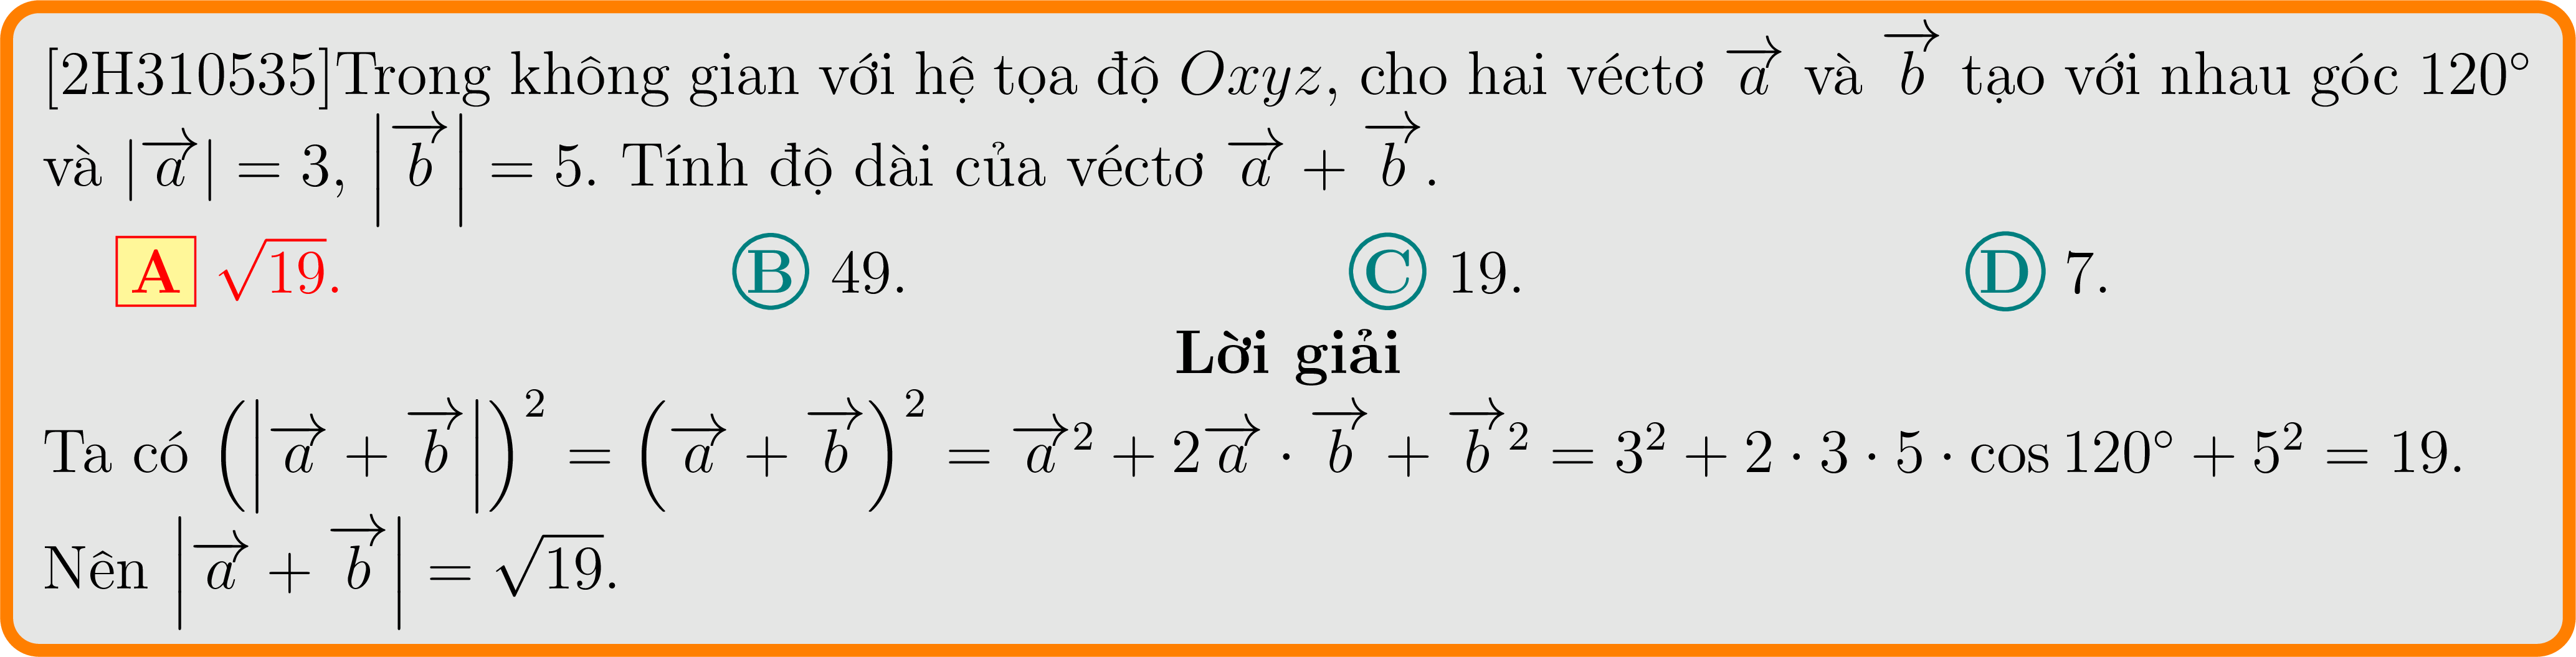 [2H310535]Trong không gian với hệ tọa độ Oxyz, cho hai véctơ $\overrightarrow{a}$ và $\overrightarrow{b}$ tạo với nhau góc 120°
và $|\overrightarrow{a}| = 3$, $\left|\overrightarrow{b}\right| = 5$. Tính độ dài của véctơ $\overrightarrow{a} + \overrightarrow{b}$.
A $\sqrt{19}$. B 49. C 19. D 7.
Lời giải
Ta có $\left(\left|\overrightarrow{a} + \overrightarrow{b}\right|\right)^2 = \left(\overrightarrow{a} + \overrightarrow{b}\right)^2 = \overrightarrow{a}^2 + 2\overrightarrow{a} \cdot \overrightarrow{b} + \overrightarrow{b}^2 = 3^2 + 2 \cdot 3 \cdot 5 \cdot \cos 120° + 5^2 = 19$.
Nên $\left|\overrightarrow{a} + \overrightarrow{b}\right| = \sqrt{19}$.